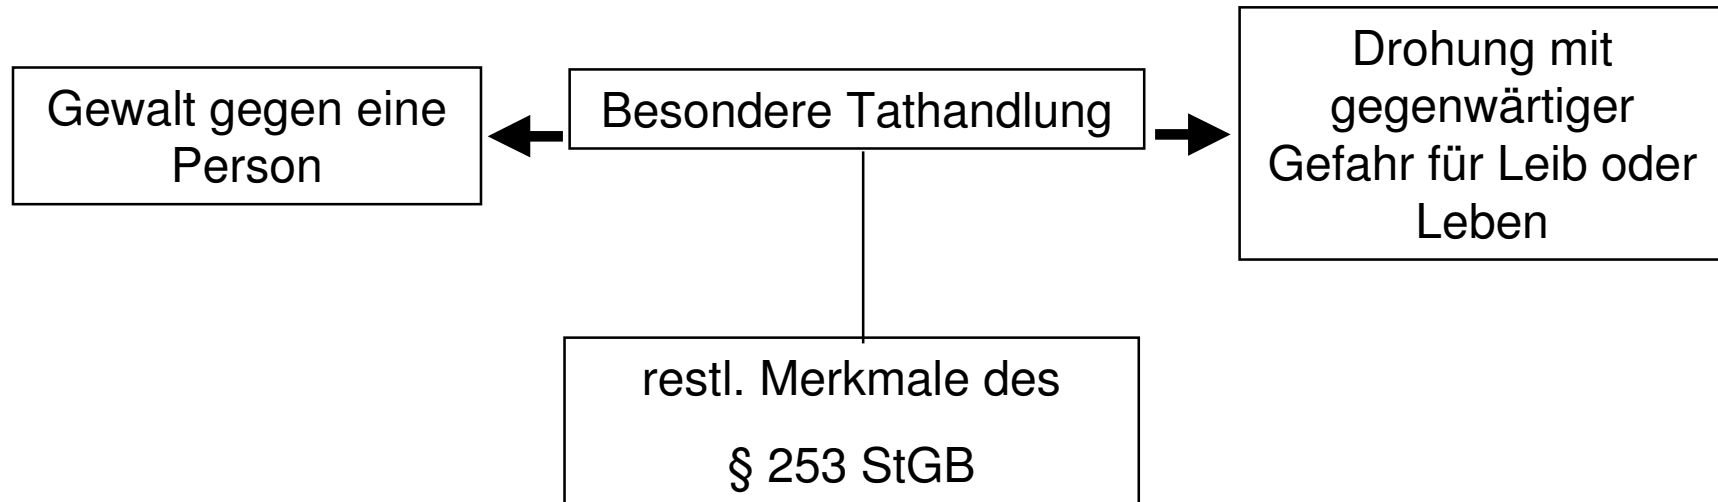 Gewalt gegen eine
Person
Besondere Tathandlung
Drohung mit
gegenwärtiger
Gefahr für Leib oder
Leben
restl. Merkmale des
§ 253 StGB